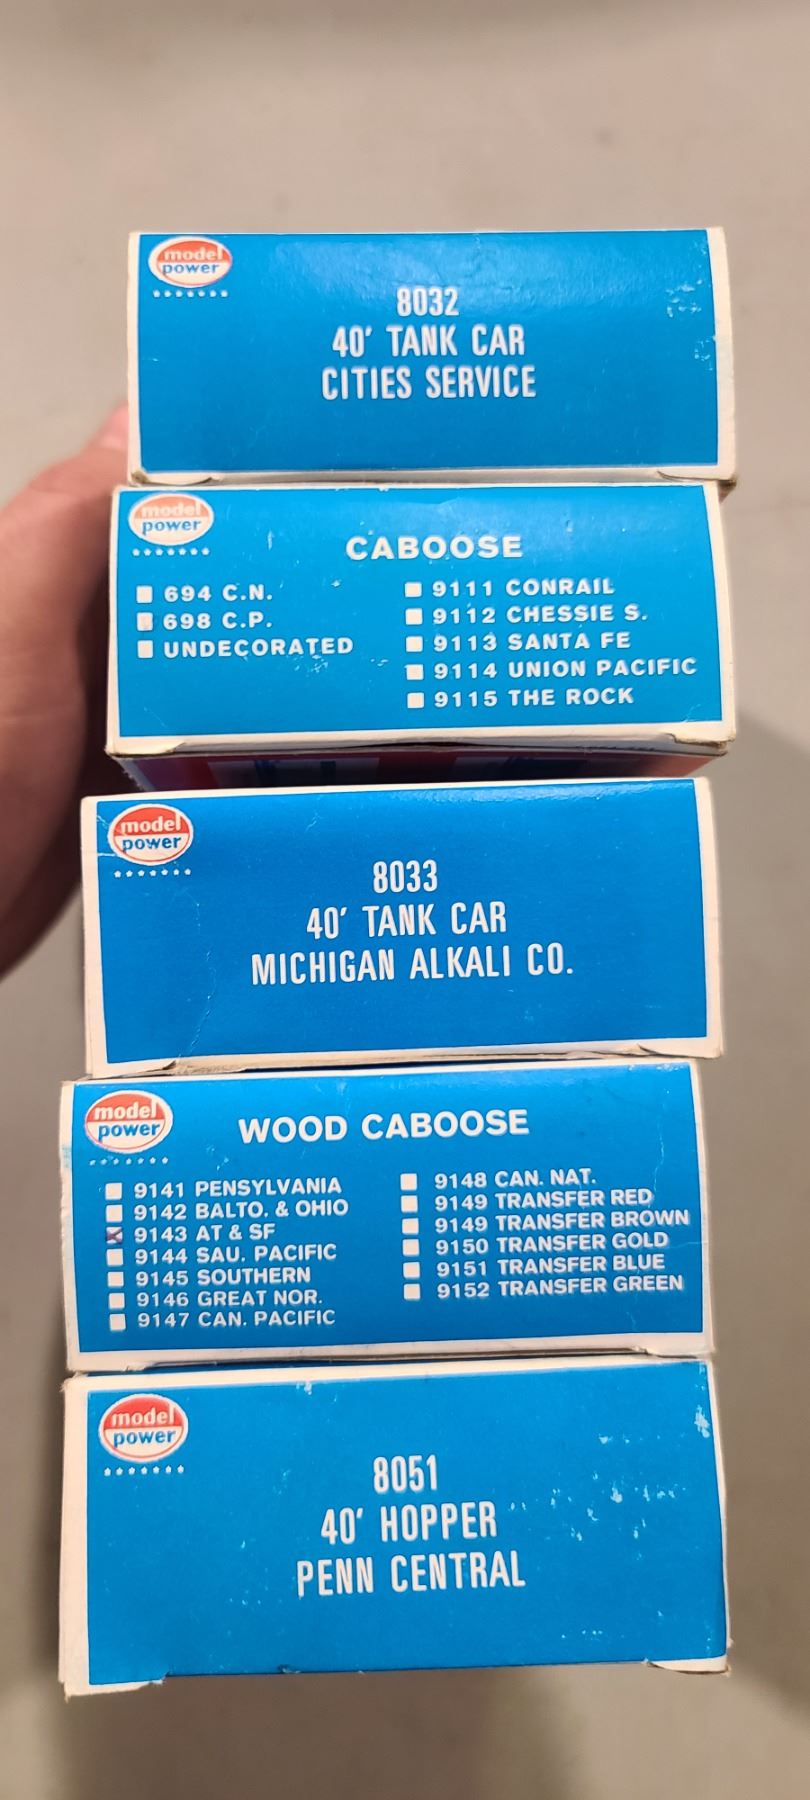 model
power
8032
40' TANK CAR
CITIES SERVICE
model
power
CABOOSE
694 C.N.
698 C.P.
UNDECORATED
9111 CONRAIL
9112 CHESSIE S.
9113 SANTA FE
9114 UNION PACIFIC
9115 THE ROCK
model
power
8033
40' TANK CAR
MICHIGAN ALKALI CO.
model
power
WOOD CABOOSE
9141 PENSYLVANIA
9142 BALTO. & OHIO
9143 AT & SF
9144 SAU. PACIFIC
9145 SOUTHERN
9146 GREAT NOR.
9147 CAN. PACIFIC
9148 CAN. NAT.
9149 TRANSFER RED
9149 TRANSFER BROWN
9150 TRANSFER GOLD
9151 TRANSFER BLUE
9152 TRANSFER GREEN
model
power
8051
40' HOPPER
PENN CENTRAL